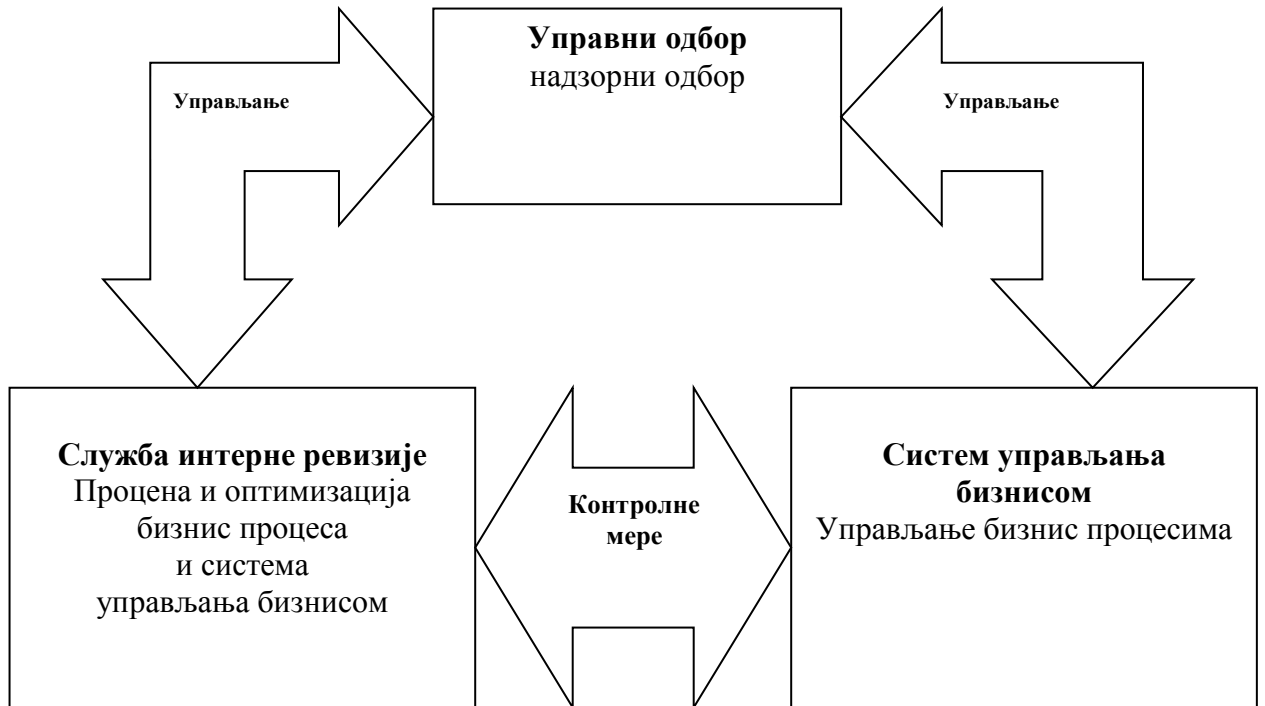 Управни одбор
надзорни одбор
Управљање
Управљање
Служба интерне ревизије
Процена и оптимизација
бизнис процеса
и система
управљања бизнисом
Контролне
мере
Систем управљања
бизнисом
Управљање бизнис процесима